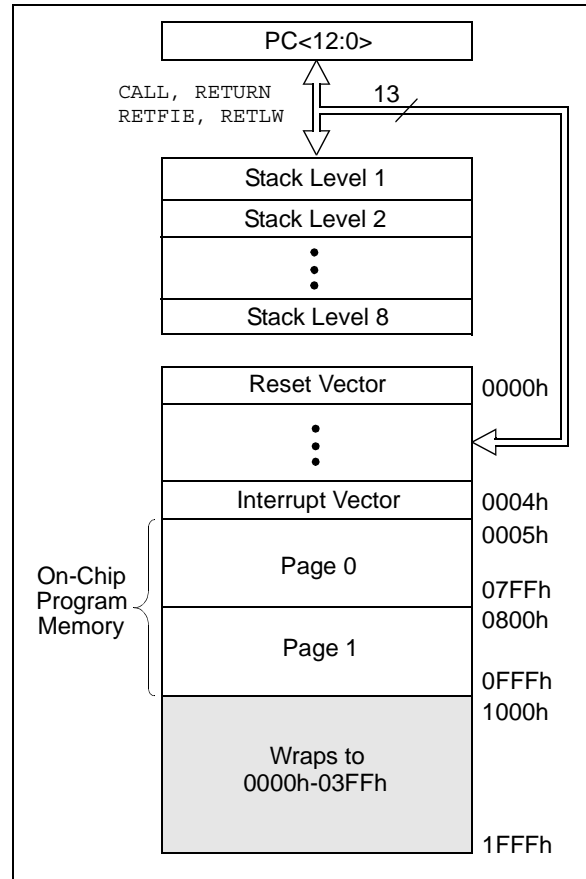 PC<12:0>
CALL, RETURN
RETFIE, RETLW
13
Stack Level 1
Stack Level 2
Stack Level 8
Reset Vector
0000h
Interrupt Vector
0004h
0005h
On-Chip
Program
Memory
Page 0
07FFh
0800h
Page 1
0FFFh
1000h
Wraps to
0000h-03FFh
1FFFh